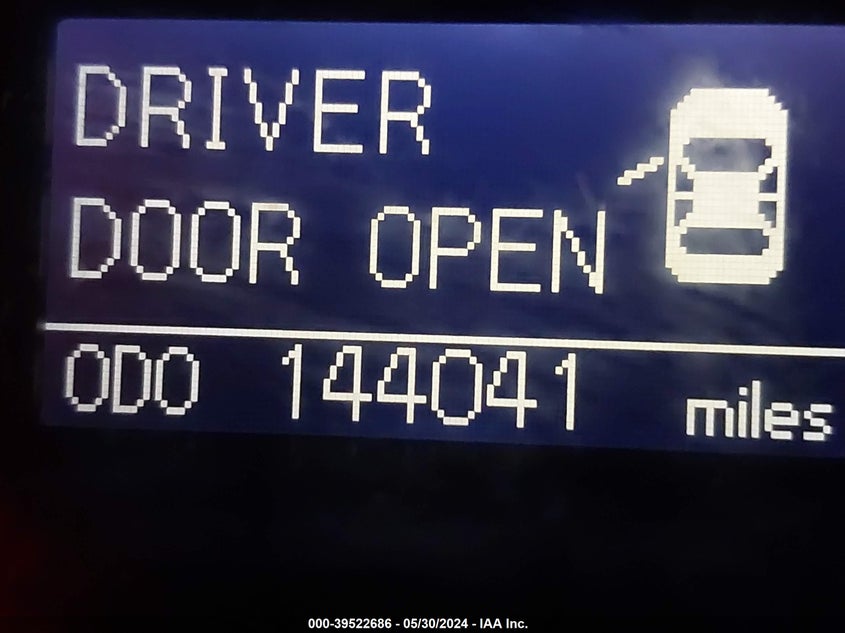 DRIVER
DOOR OPEN
ODO 144041 miles
000-39522686 - 05/30/2024 - IAA Inc.